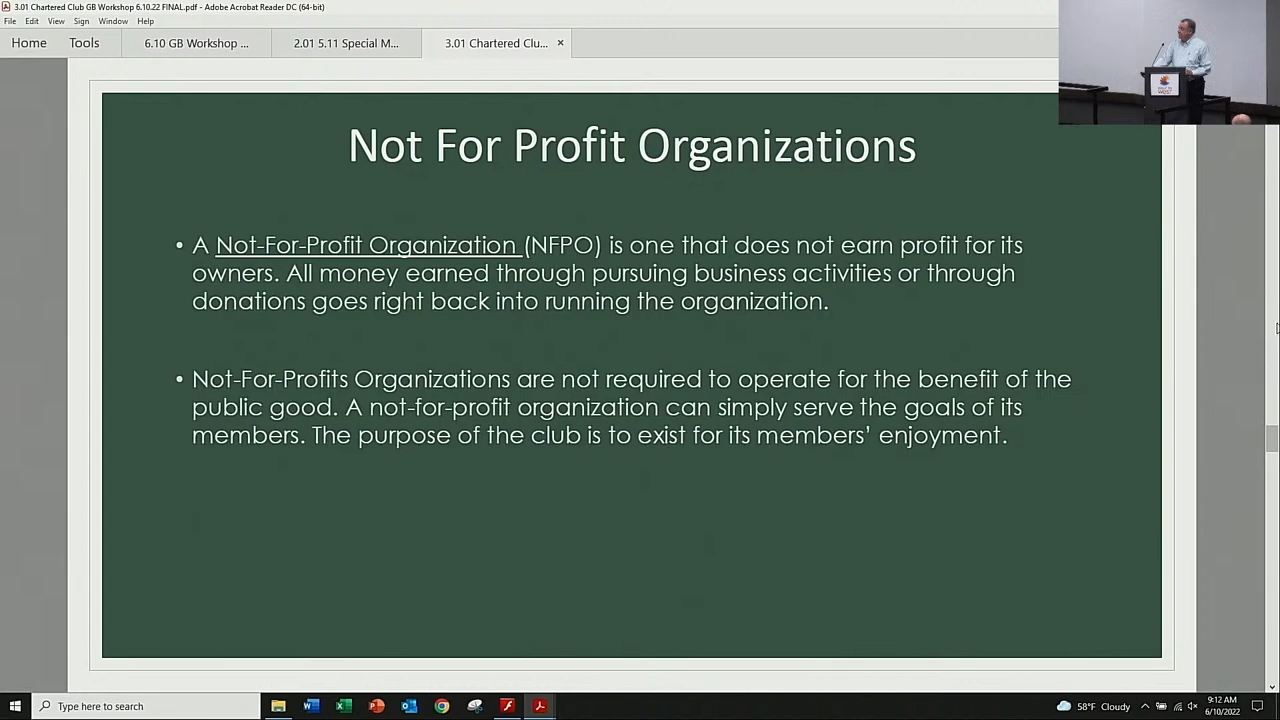 3.01 Chartered Club GB Workshop 6.10.22 FINAL.pdf - Adobe Acrobat Reader DC (64-bit)
File Edit View Sign Window Help
Home Tools 6.10 GB Workshop ... 2.01 5.11 Special M... 3.01 Chartered Clu... ×
Not For Profit Organizations
• A Not-For-Profit Organization (NFPO) is one that does not earn profit for its
owners. All money earned through pursuing business activities or through
donations goes right back into running the organization.
• Not-For-Profits Organizations are not required to operate for the benefit of the
public good. A not-for-profit organization can simply serve the goals of its
members. The purpose of the club is to exist for its members’ enjoyment.
Type here to search
58°F Cloudy
9:12 AM
6/10/2022